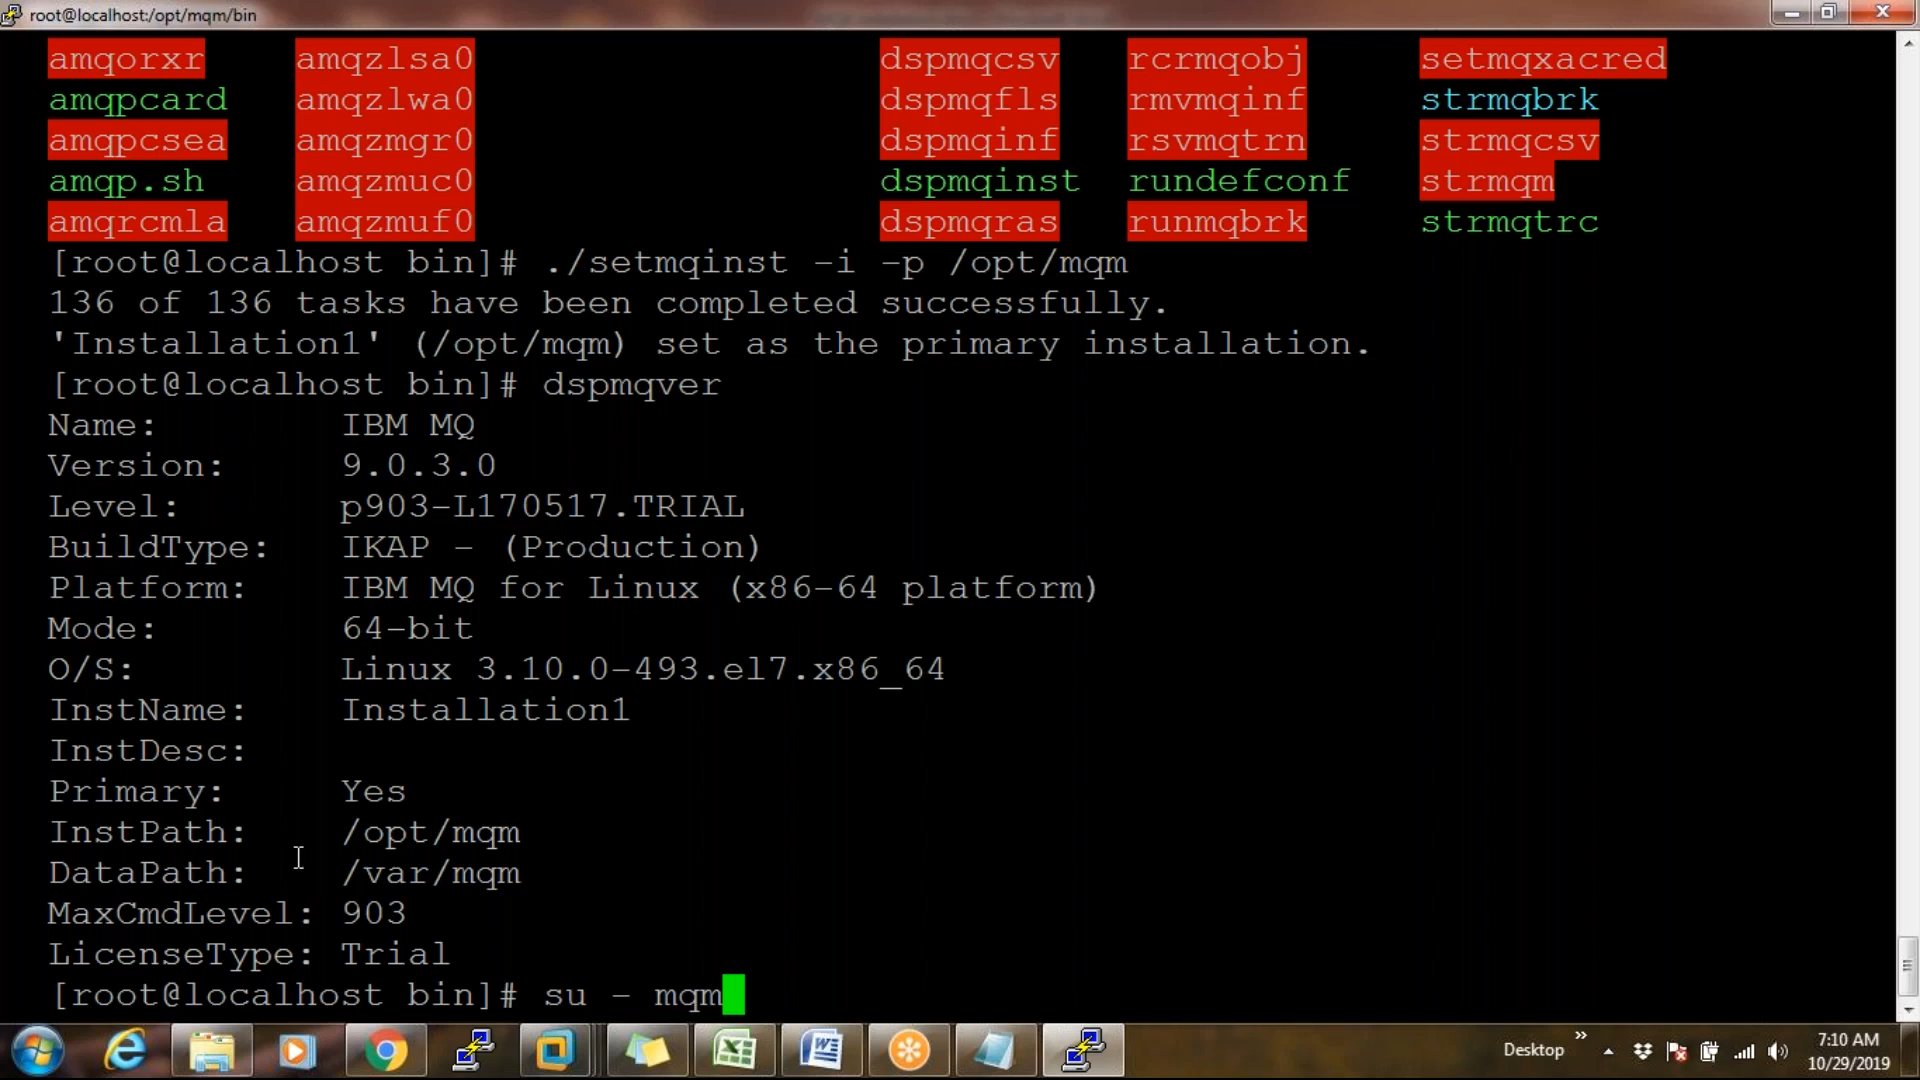 root@localhost:/opt/mqm/bin
amqorxr amqzlsa0 dspmqcsv rcrmqobj setmqxacred
amqpcard amqzlwa0 dspmqfls rmvmqinf strmqbrk
amqpcsea amqzmgr0 dspmqinf rsvmqtrn strmqcsv
amqp.sh amqzmuc0 dspmqinst rundefconf strmqm
amqrcmla amqzmuf0 dspmqras runmqbrk strmqtrc
[root@localhost bin]# ./setmqinst -i -p /opt/mqm
136 of 136 tasks have been completed successfully.
'Installation1' (/opt/mqm) set as the primary installation.
[root@localhost bin]# dspmqver
Name: IBM MQ
Version: 9.0.3.0
Level: p903-L170517.TRIAL
BuildType: IKAP - (Production)
Platform: IBM MQ for Linux (x86-64 platform)
Mode: 64-bit
O/S: Linux 3.10.0-493.el7.x86_64
InstName: Installation1
InstDesc:
Primary: Yes
InstPath: /opt/mqm
DataPath: /var/mqm
MaxCmdLevel: 903
LicenseType: Trial
[root@localhost bin]# su - mqm
Desktop
7:10 AM
10/29/2019